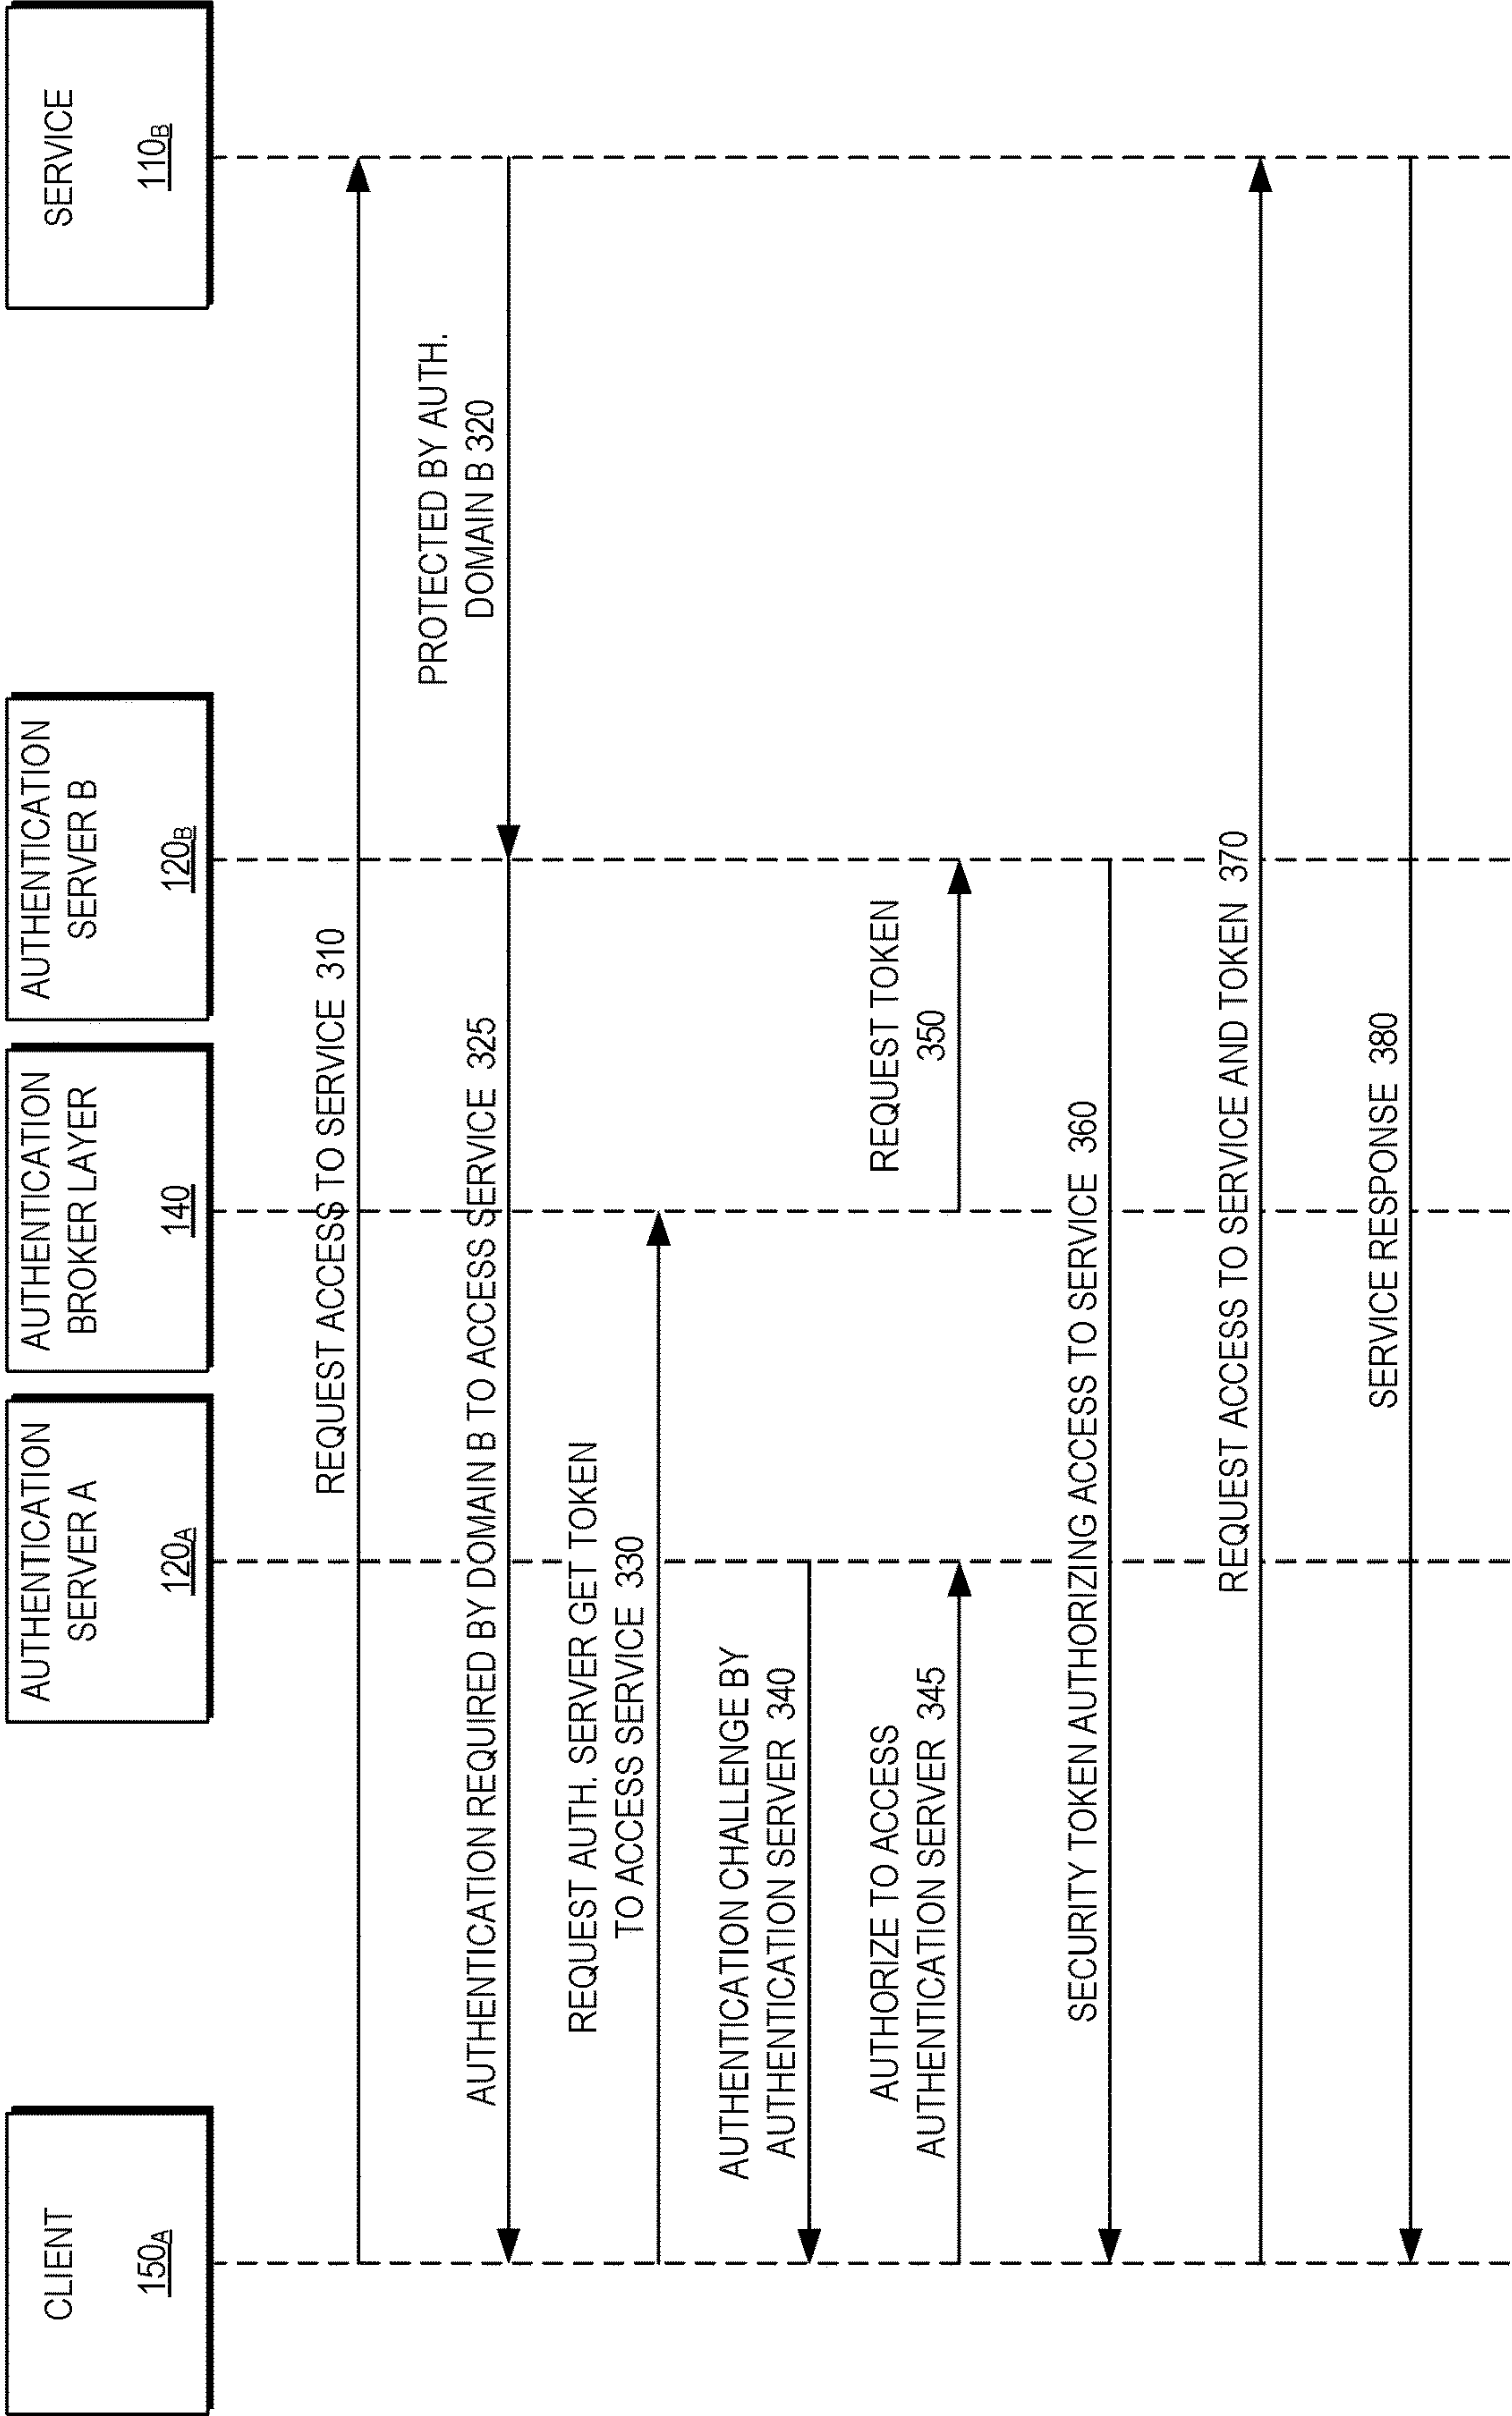 CLIENT
150A
AUTHENTICATION
SERVER A
120A
AUTHENTICATION
BROKER LAYER
140
AUTHENTICATION
SERVER B
120B
SERVICE
110B
REQUEST ACCESS TO SERVICE 310
PROTECTED BY AUTH.
DOMAIN B 320
AUTHENTICATION REQUIRED BY DOMAIN B TO ACCESS SERVICE 325
REQUEST AUTH. SERVER GET TOKEN
TO ACCESS SERVICE 330
AUTHENTICATION CHALLENGE BY
AUTHENTICATION SERVER 340
AUTHORIZE TO ACCESS
AUTHENTICATION SERVER 345
REQUEST TOKEN
350
SECURITY TOKEN AUTHORIZING ACCESS TO SERVICE 360
REQUEST ACCESS TO SERVICE AND TOKEN 370
SERVICE RESPONSE 380